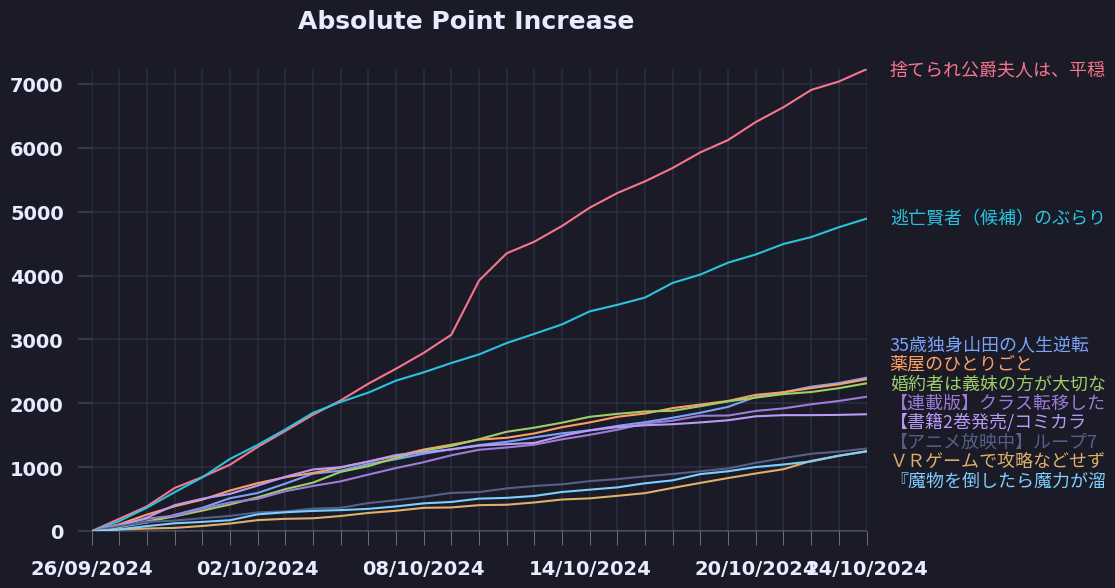 Absolute Point Increase
7000
6000
5000
4000
3000
2000
1000
0
26/09/2024
02/10/2024
08/10/2024
14/10/2024
20/10/2024
24/10/2024
捨てられ公爵夫人は、平穏
逃亡賢者（候補）のぶらり
35歳独身山田の人生逆転
薬屋のひとりごと
婚約者は義妹の方が大切な
【連載版】クラス転移した
【書籍2巻発売/コミカラ
【アニメ放映中】ループ7
ＶＲゲームで攻略などせず
『魔物を倒したら魔力が溜